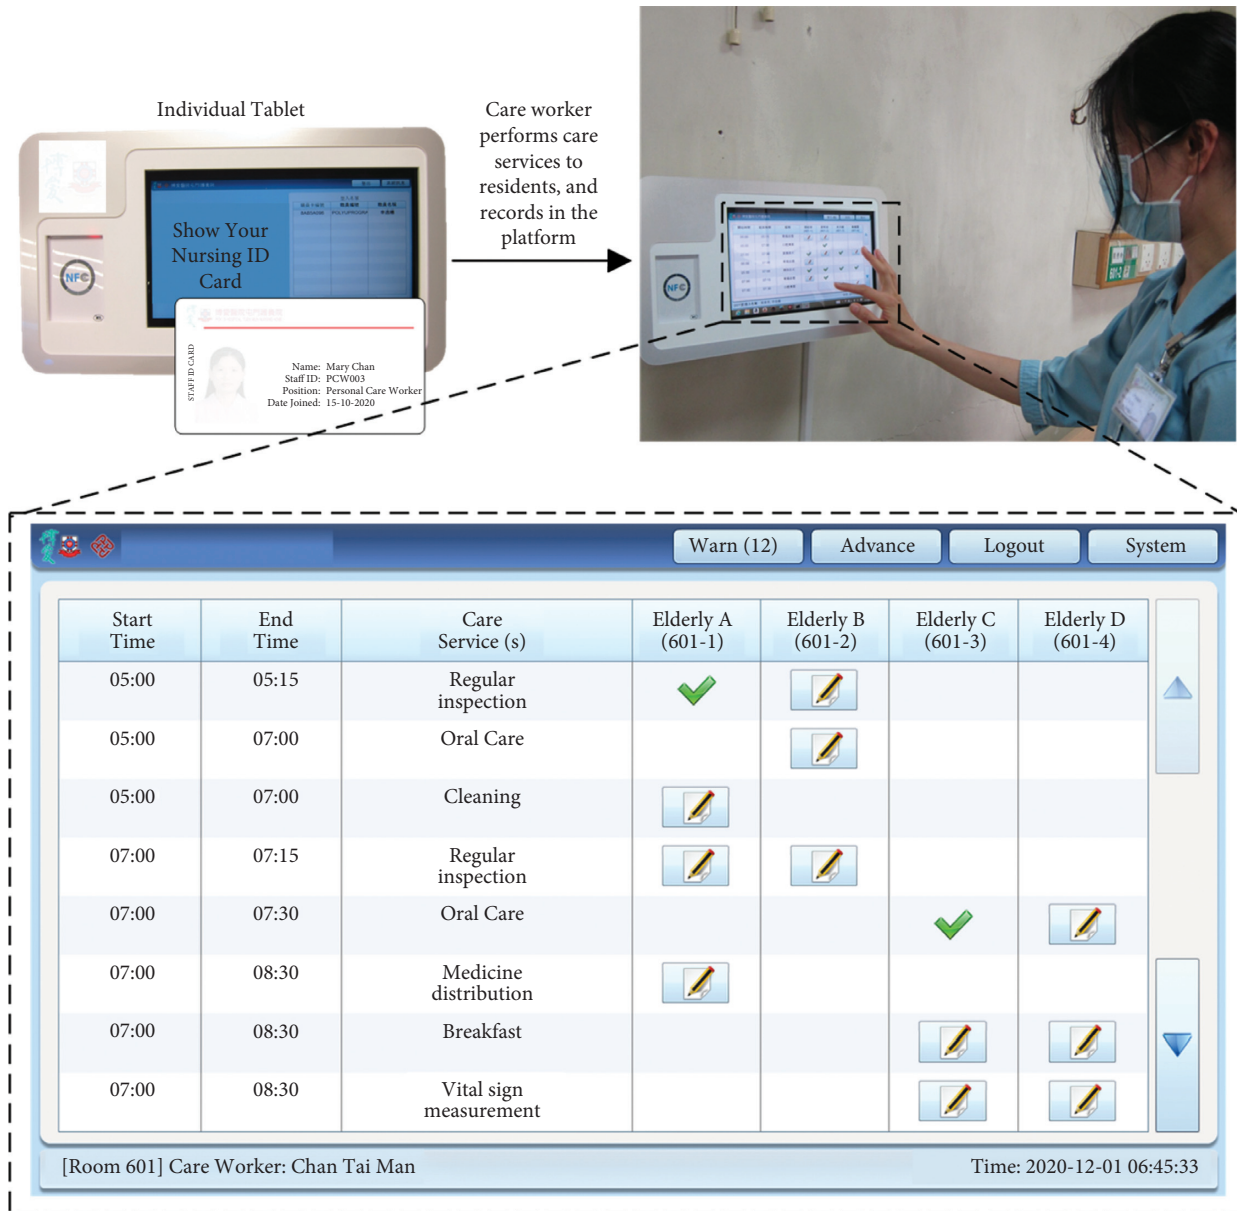 Individual Tablet
Care worker
performs care
services to
residents, and
records in the
platform
Show Your
Nursing ID
Card
NFC
STAFF ID CARD
Name: Mary Chan
Staff ID: PCW003
Position: Personal Care Worker
Date Joined: 15-10-2020
NFC
Warn (12) Advance Logout System
Start Time End Time Care Service (s) Elderly A (601-1) Elderly B (601-2) Elderly C (601-3) Elderly D (601-4)
05:00 05:15 Regular inspection
05:00 07:00 Oral Care
05:00 07:00 Cleaning
07:00 07:15 Regular inspection
07:00 07:30 Oral Care
07:00 08:30 Medicine distribution
07:00 08:30 Breakfast
07:00 08:30 Vital sign measurement
[Room 601] Care Worker: Chan Tai Man Time: 2020-12-01 06:45:33